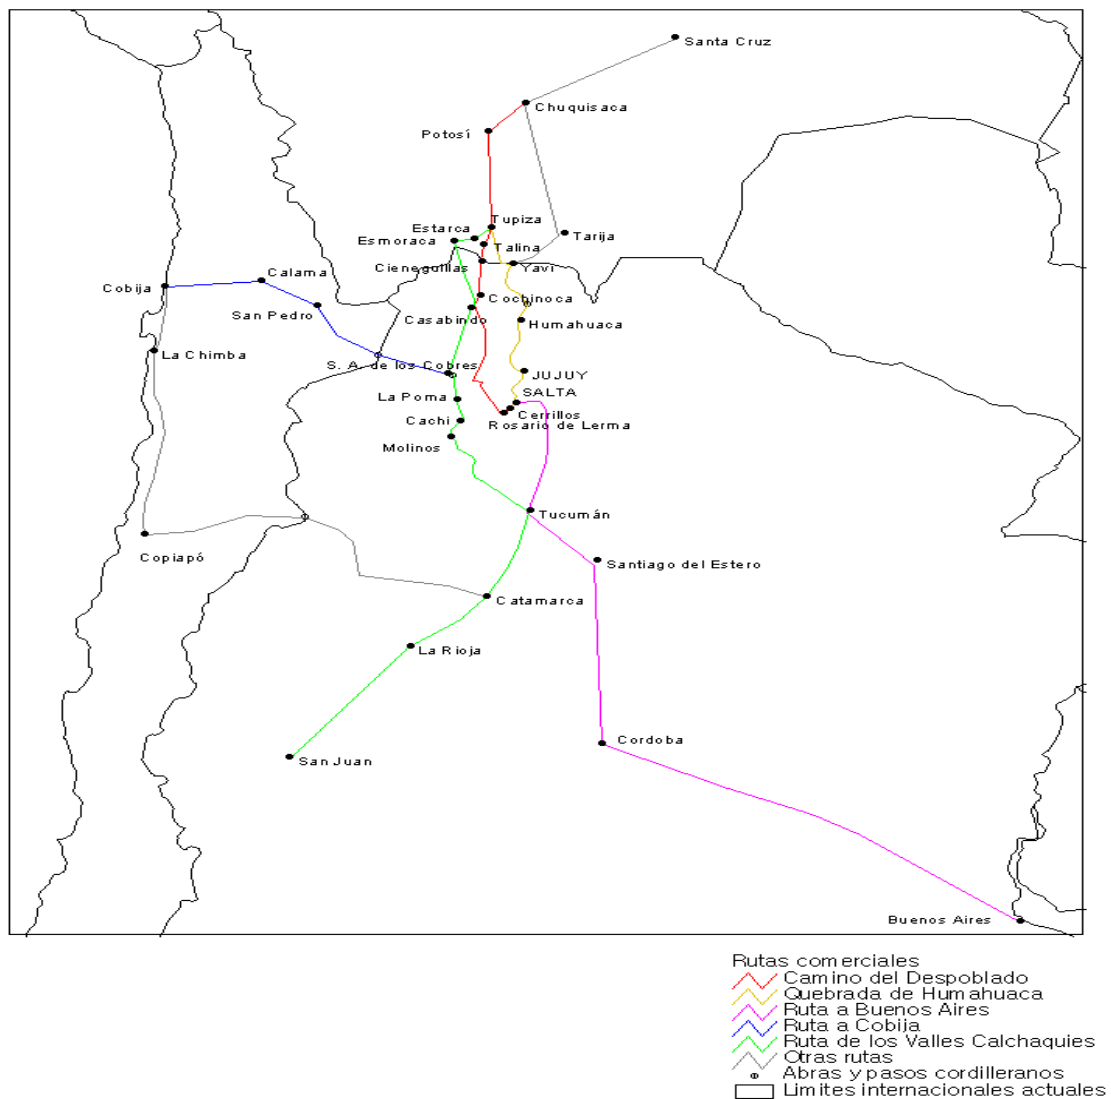 Santa Cruz
Chuquisaca
Potosí
Tupiza
Estarca
Esmoraca
Tarija
Talina
Cieneguillas
Yavi
Calama
Cobija
Cochinoca
San Pedro
Casabindo
Humahuaca
La Chimba
S. A. de los Cobres
JUJUY
SALTA
La Poma
Cerrillos
Cachi
Rosario de Lerma
Molinos
Tucumán
Copiapó
Santiago del Estero
Catamarca
La Rioja
Cordoba
San Juan
Buenos Aires
Rutas comerciales
Camino del Despoblado
Quebrada de Humahuaca
Ruta a Buenos Aires
Ruta a Cobija
Ruta de los Valles Calchaquies
Otras rutas
Abras y pasos cordilleranos
Limites internacionales actuales